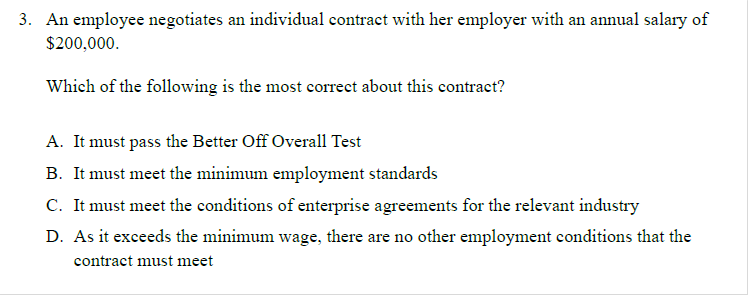 3. An employee negotiates an individual contract with her employer with an annual salary of
$200,000.
Which of the following is the most correct about this contract?
A. It must pass the Better Off Overall Test
B. It must meet the minimum employment standards
C. It must meet the conditions of enterprise agreements for the relevant industry
D. As it exceeds the minimum wage, there are no other employment conditions that the
contract must meet